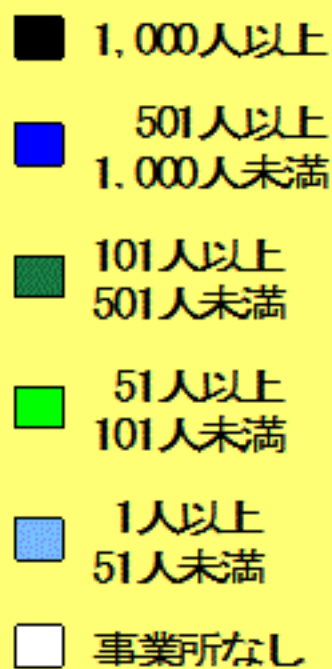 1,000人以上
501人以上
1,000人未満
101人以上
501人未満
51人以上
101人未満
1人以上
51人未満
事業所なし